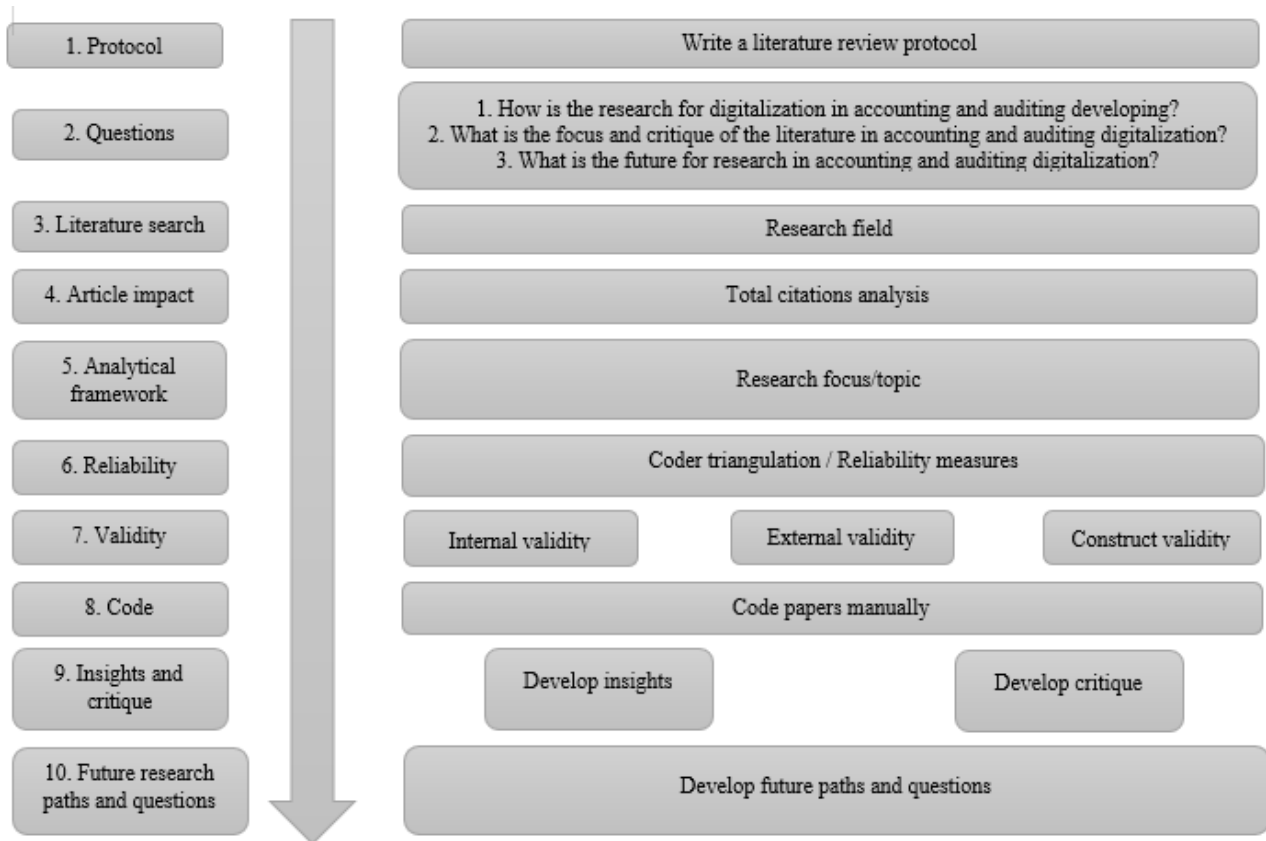 1. Protocol
Write a literature review protocol
2. Questions
1. How is the research for digitalization in accounting and auditing developing?
2. What is the focus and critique of the literature in accounting and auditing digitalization?
3. What is the future for research in accounting and auditing digitalization?
3. Literature search
Research field
4. Article impact
Total citations analysis
5. Analytical
framework
Research focus/topic
6. Reliability
Coder triangulation / Reliability measures
7. Validity
Internal validity
External validity
Construct validity
8. Code
Code papers manually
9. Insights and
critique
Develop insights
Develop critique
10. Future research
paths and questions
Develop future paths and questions